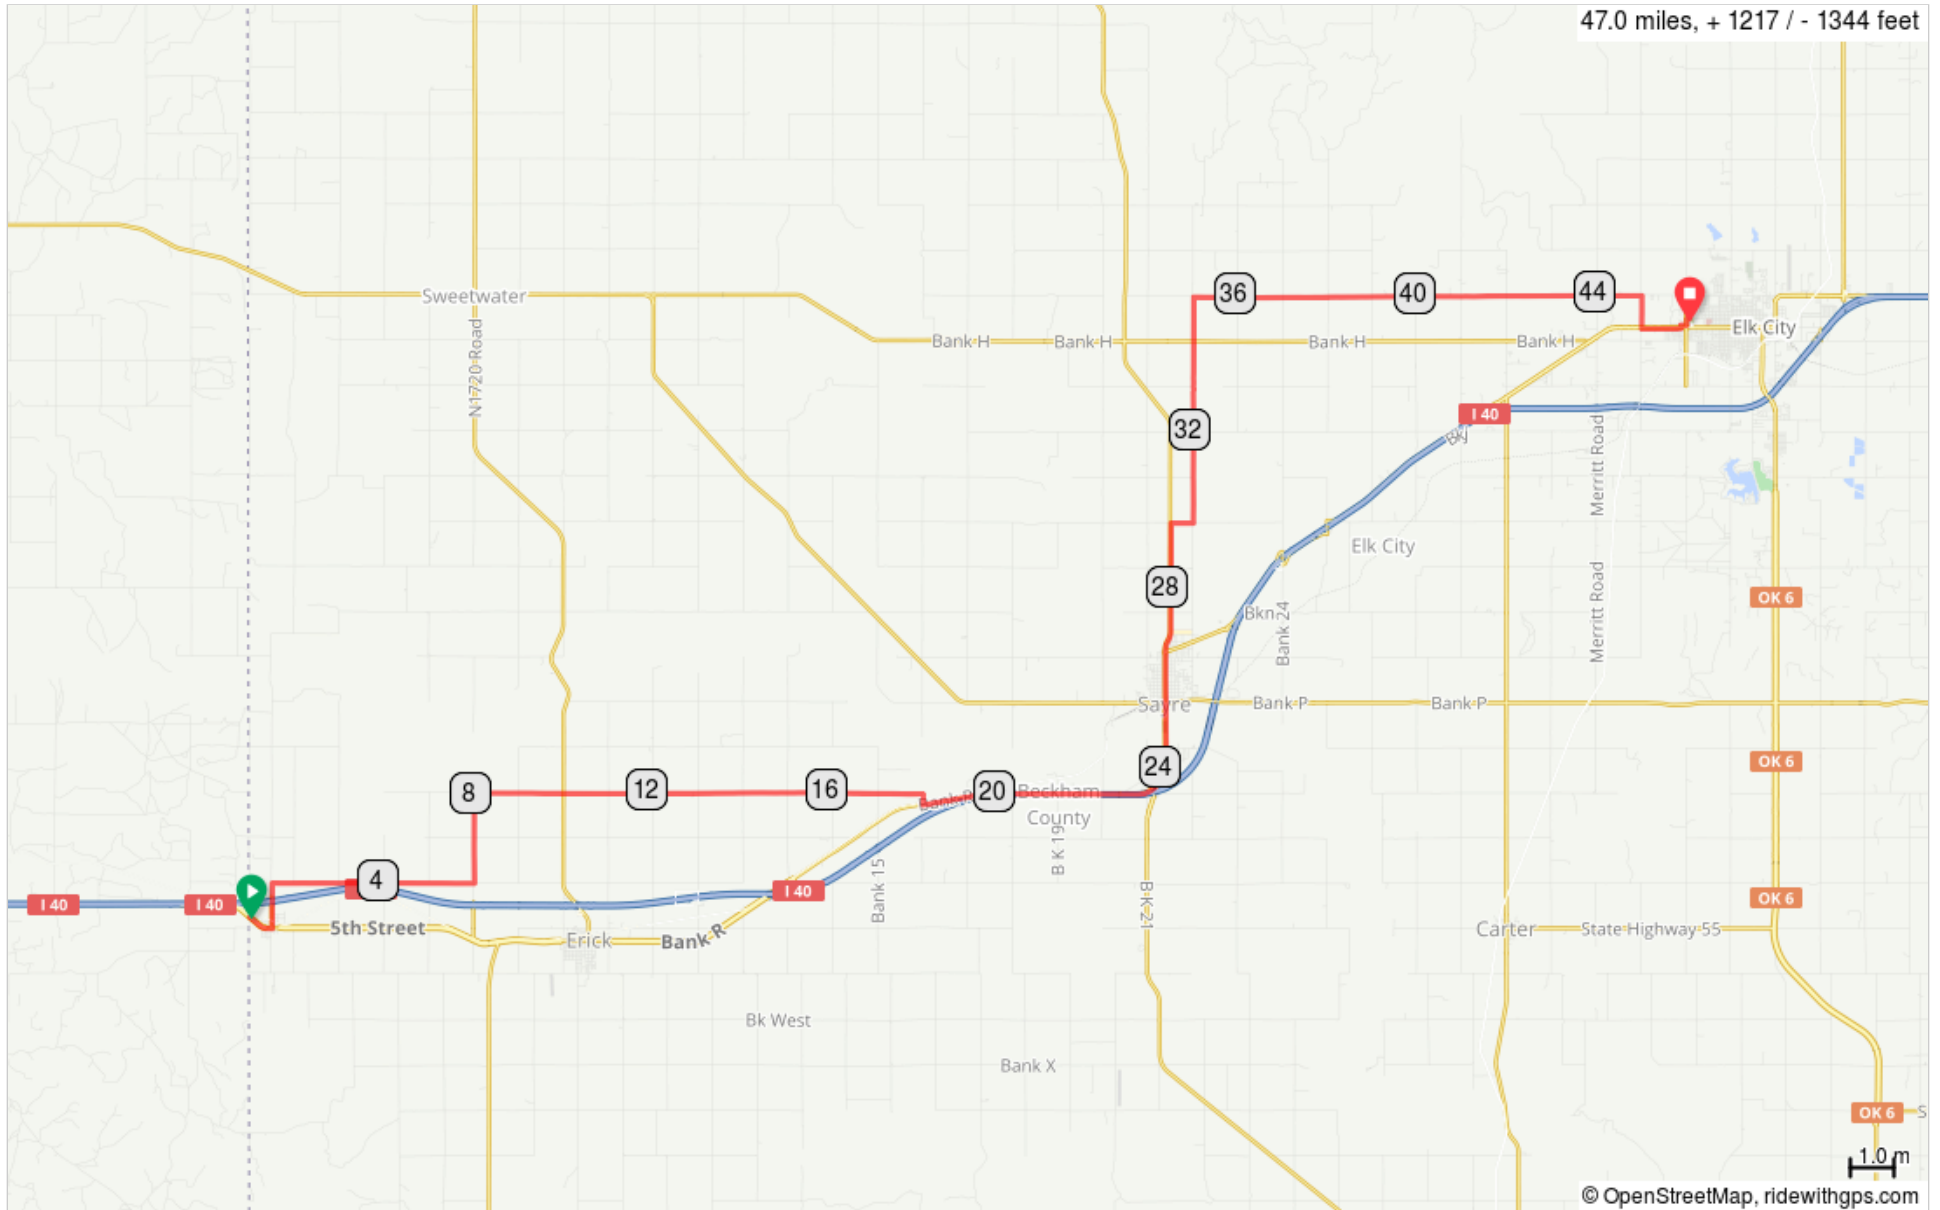 47.0 miles, + 1217 / - 1344 feet
Sweetwater
N1720 Road
36
40
44
Elk City
Bank H
Bank H
Bank H
Bank H
32
I 40
Bkj
Merritt Road
Elk City
28
Bkn
Bank 24
Merritt Road
OK 6
Sayre
Bank P
Bank P
OK 6
8
12
16
20
24
Beckham
County
B K 19
Bank 15
4
I 40
I 40
I 40
5th Street
Erick
Bank R
B K 21
Carter
State Highway 55
OK 6
Bk West
Bank X
OK 6
S
1.0 m
© OpenStreetMap, ridewithgps.com